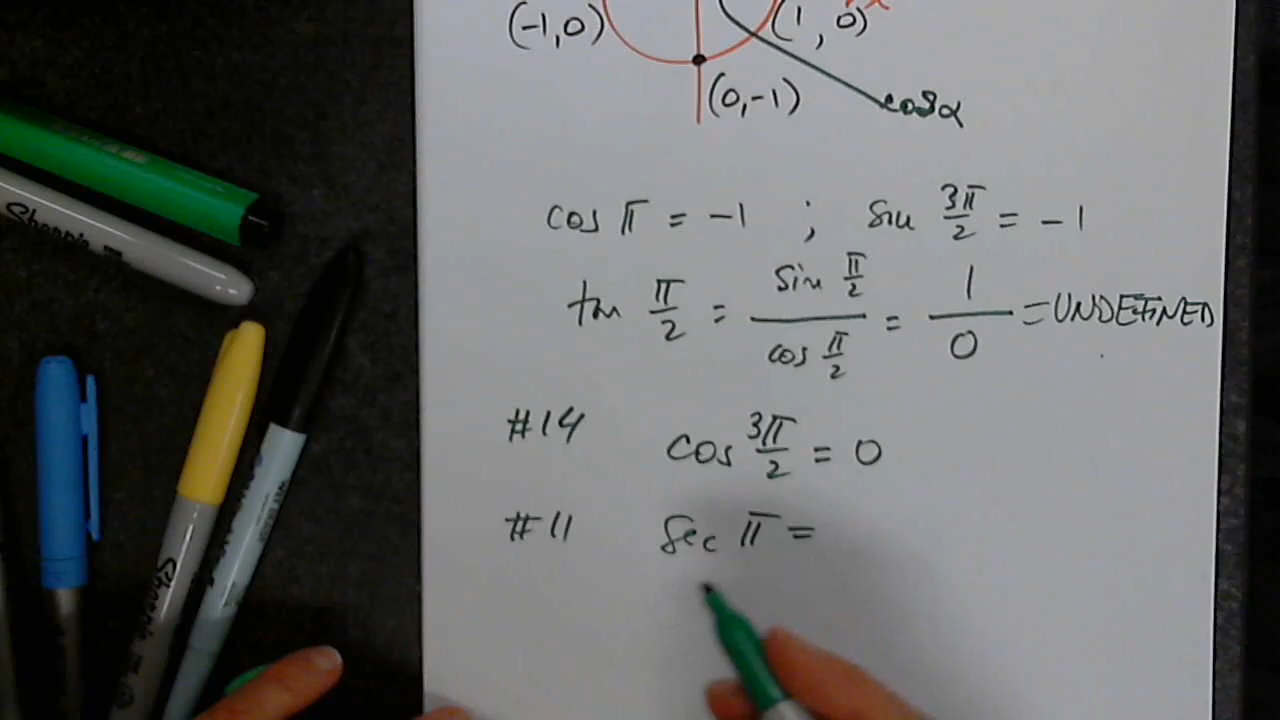 (-1,0) (1, 0)
(0,-1)
cosα
cos π = -1 ; sin 3π/2 = -1
tan π/2 = sin π/2 / cos π/2 = 1/0 = UNDEFINED
#14 cos 3π/2 = 0
#11 sec π =
Sharpie
Sharpie